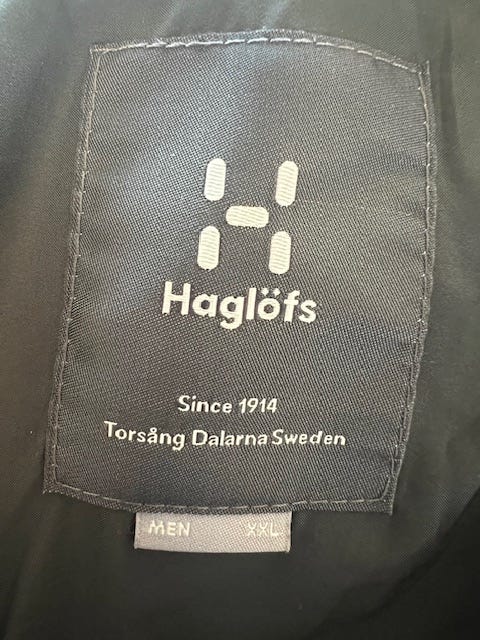 Haglöfs
Since 1914
Torsång Dalarna Sweden
MEN XXL